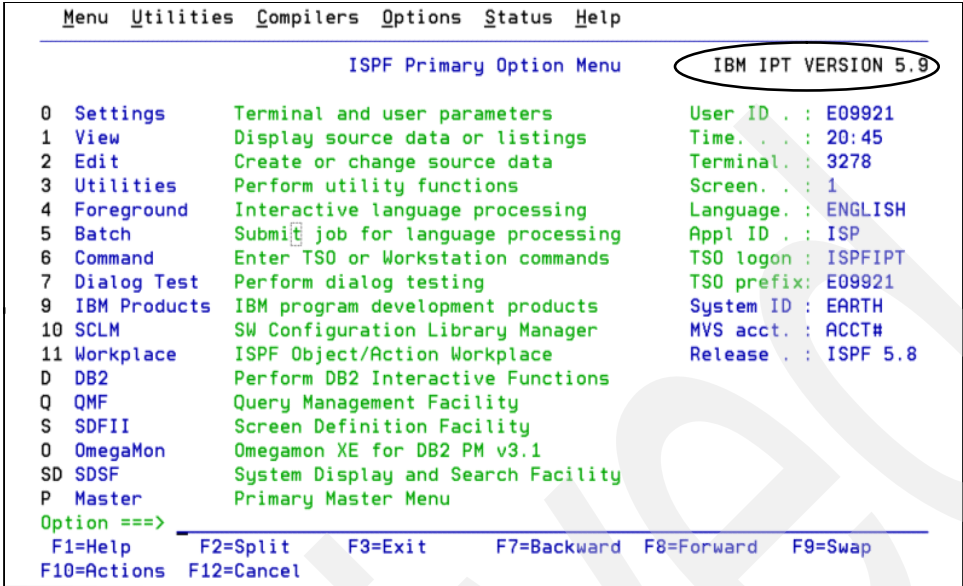 Menu Utilities Compilers Options Status Help
ISPF Primary Option Menu IBM IPT VERSION 5.9
0 Settings Terminal and user parameters User ID . : E09921
1 View Display source data or listings Time. . . : 20:45
2 Edit Create or change source data Terminal. : 3278
3 Utilities Perform utility functions Screen. . : 1
4 Foreground Interactive language processing Language. : ENGLISH
5 Batch Submit job for language processing Appl ID . : ISP
6 Command Enter TSO or Workstation commands TSO logon : ISPFIPT
7 Dialog Test Perform dialog testing TSO prefix: E09921
9 IBM Products IBM program development products System ID : EARTH
10 SCLM SW Configuration Library Manager MVS acct. : ACCT#
11 Workplace ISPF Object/Action Workplace Release . : ISPF 5.8
D DB2 Perform DB2 Interactive Functions
Q QMF Query Management Facility
S SDFII Screen Definition Facility
O OmegaMon Omegamon XE for DB2 PM v3.1
SD SDSF System Display and Search Facility
P Master Primary Master Menu
Option ===>
F1=Help F2=Split F3=Exit F7=Backward F8=Forward F9=Swap
F10=Actions F12=Cancel